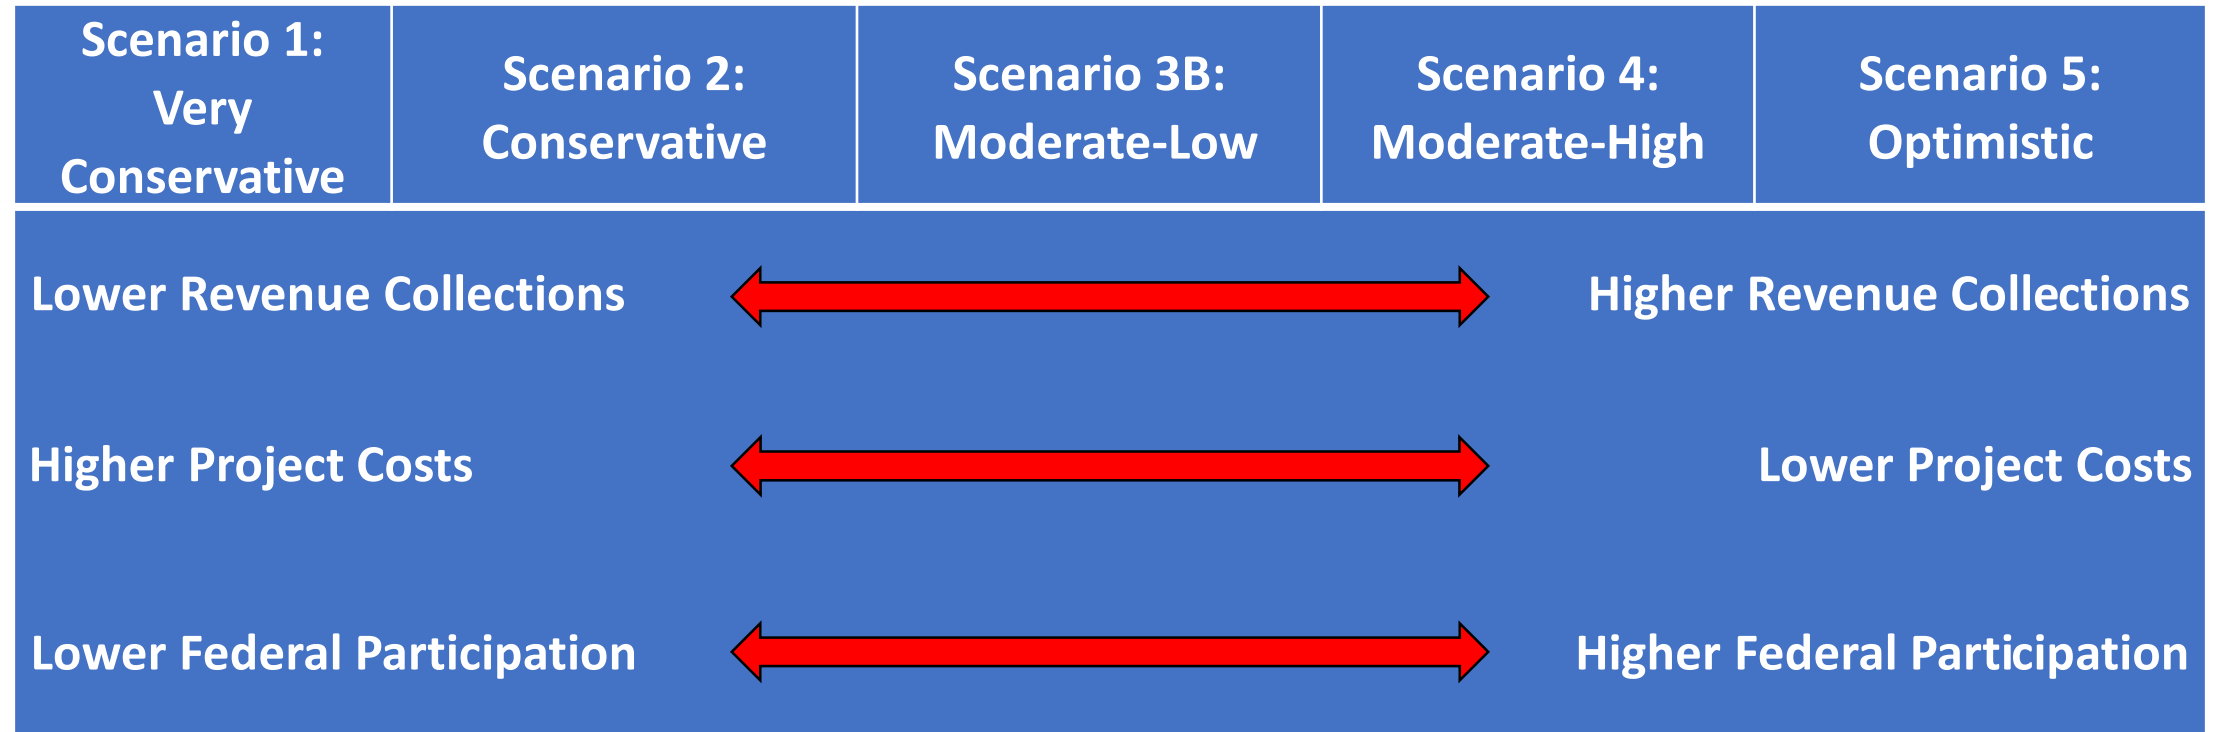 Scenario 1:
Very
Conservative
Scenario 2:
Conservative
Scenario 3B:
Moderate-Low
Scenario 4:
Moderate-High
Scenario 5:
Optimistic
Lower Revenue Collections
Higher Revenue Collections
Higher Project Costs
Lower Project Costs
Lower Federal Participation
Higher Federal Participation